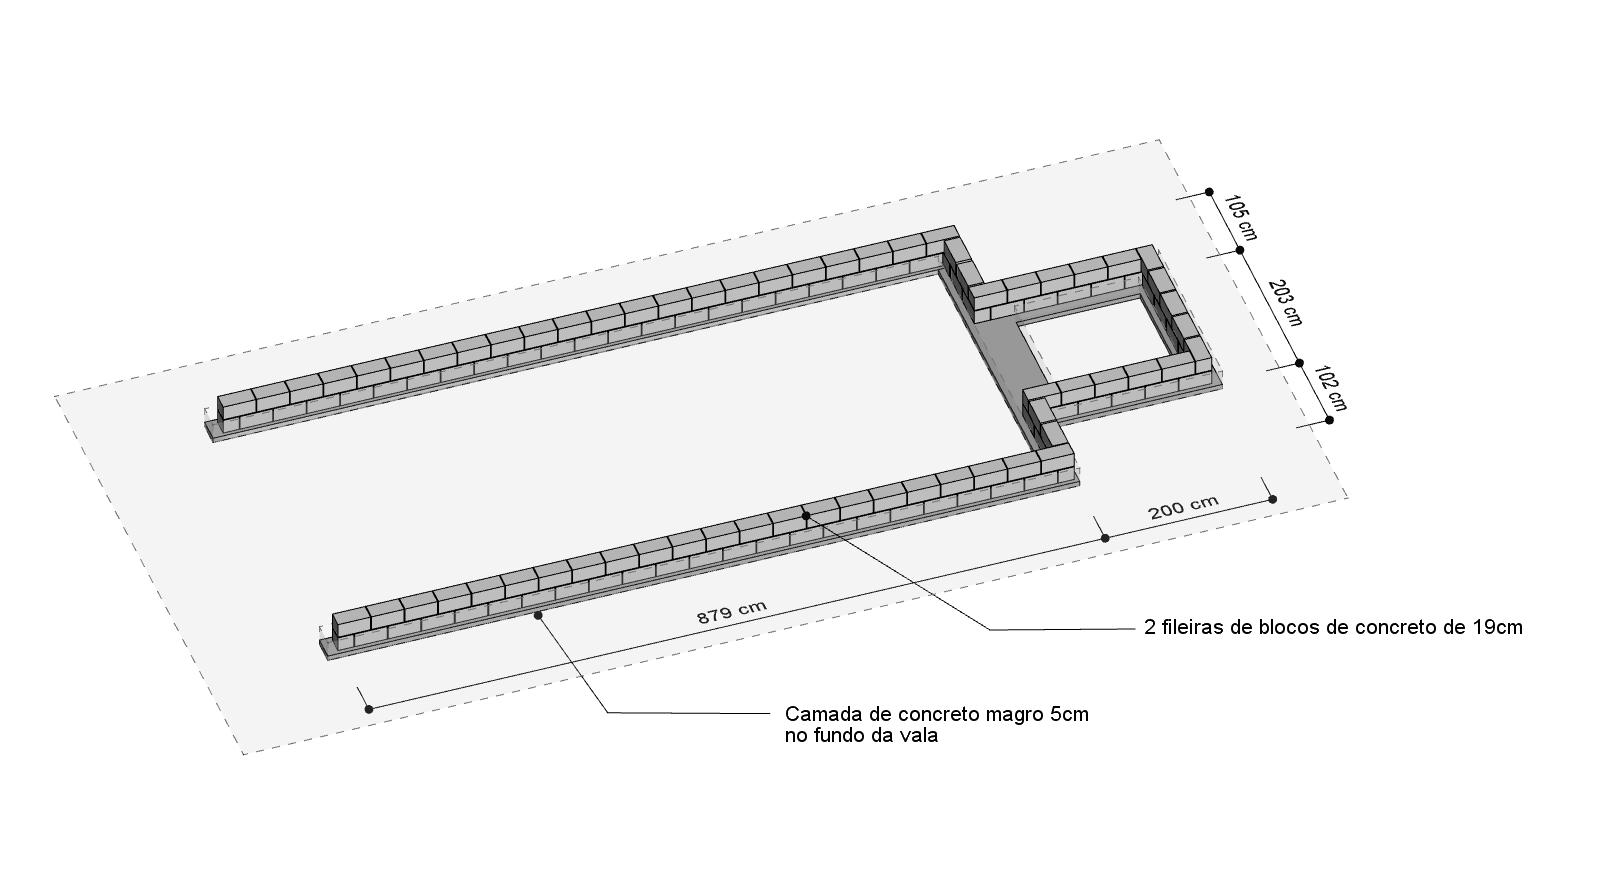 105 cm
203 cm
102 cm
200 cm
879 cm
2 fileiras de blocos de concreto de 19cm
Camada de concreto magro 5cm
no fundo da vala